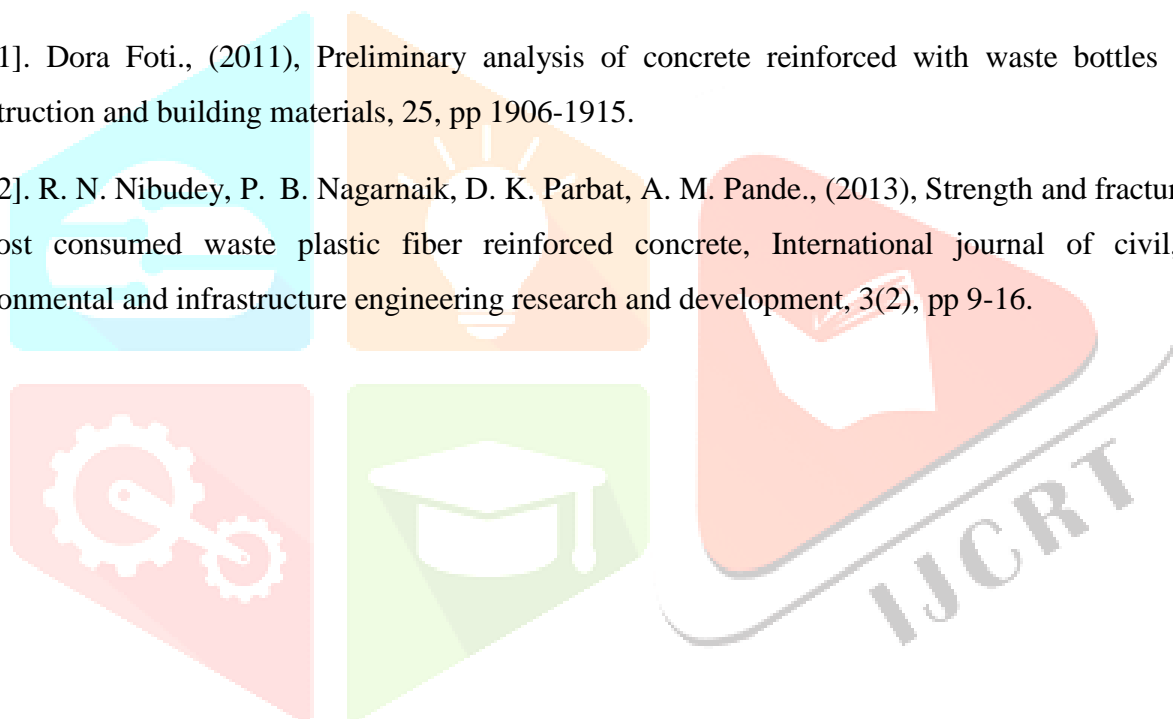 1]. Dora Foti., (2011), Preliminary analysis of concrete reinforced with waste bottles
truction and building materials, 25, pp 1906-1915.
2]. R. N. Nibudey, P. B. Nagarnaik, D. K. Parbat, A. M. Pande., (2013), Strength and fractur
ost consumed waste plastic fiber reinforced concrete, International journal of civil,
onmental and infrastructure engineering research and development, 3(2), pp 9-16.
IJCRT